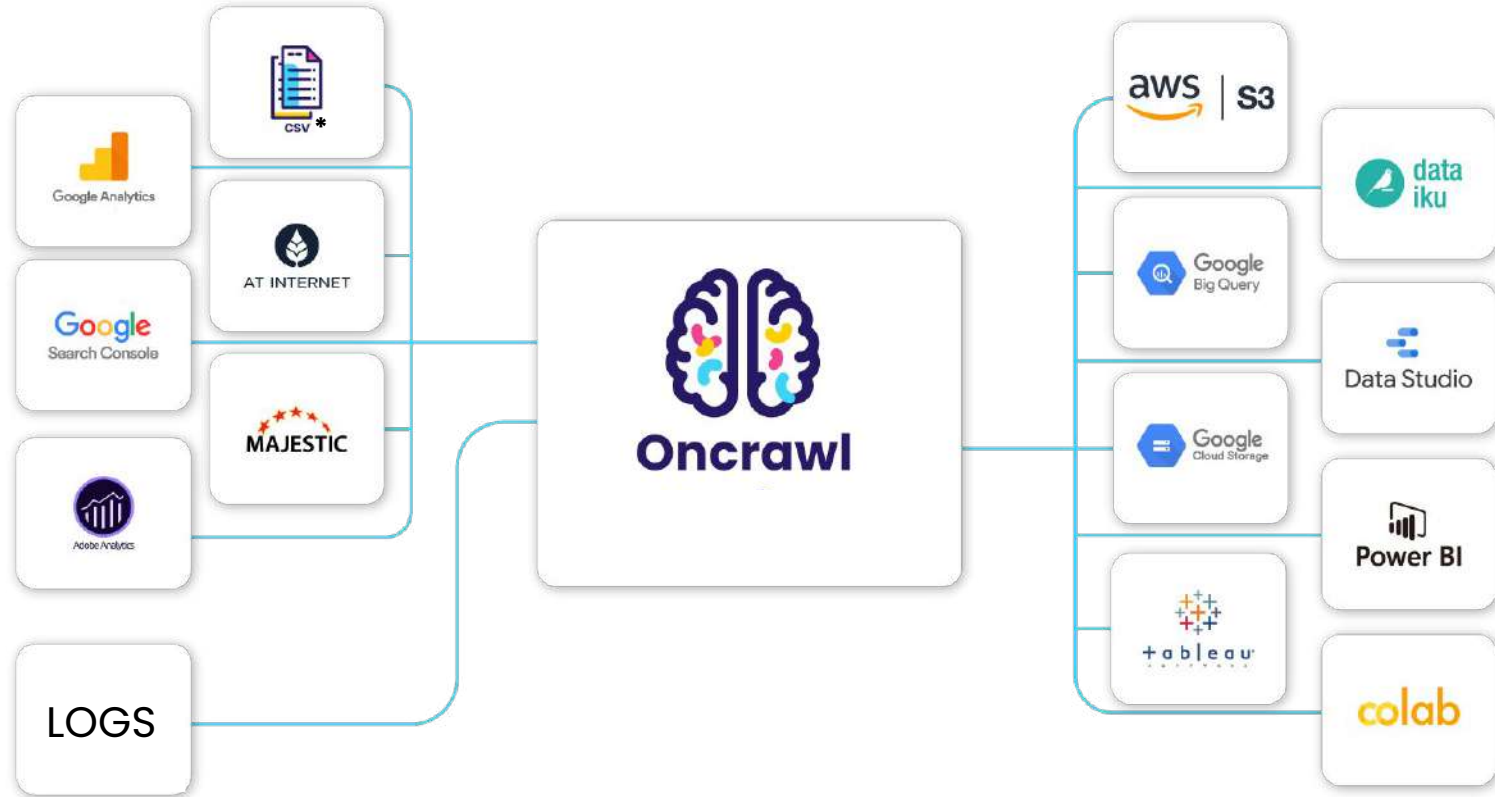 CSV *
Google Analytics
AT INTERNET
Google
Search Console
MAJESTIC
Adobe Analytics
LOGS
Oncrawl
aws | S3
data
iku
Google
Big Query
Data Studio
Google
Cloud Storage
Power BI
+ableau
colab